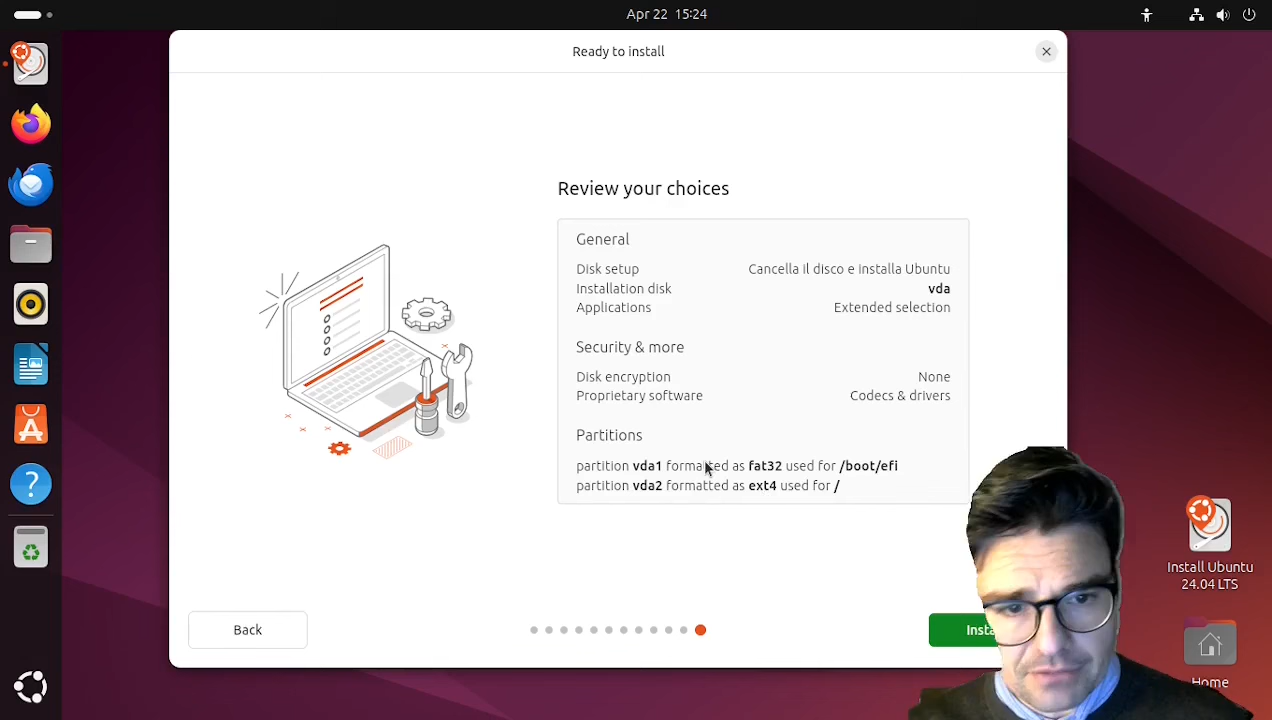 Apr 22 15:24
Ready to install
Review your choices
General
Disk setup Cancella il disco e installa Ubuntu
Installation disk vda
Applications Extended selection
Security & more
Disk encryption None
Proprietary software Codecs & drivers
Partitions
partition vda1 formatted as fat32 used for /boot/efi
partition vda2 formatted as ext4 used for /
Back
Insta
Install Ubuntu
24.04 LTS
Home